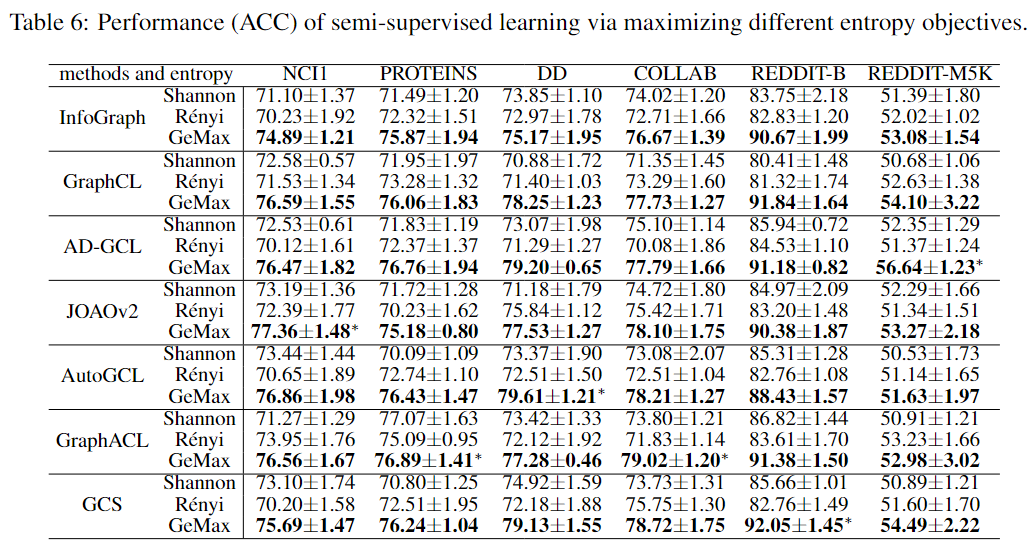 Table 6: Performance (ACC) of semi-supervised learning via maximizing different entropy objectives.
methods and entropy NCI1 PROTEINS DD COLLAB REDDIT-B REDDIT-M5K
Shannon 71.10±1.37 71.49±1.20 73.85±1.10 74.02±1.20 83.75±2.18 51.39±1.80
InfoGraph Rényi 70.23±1.92 72.32±1.51 72.97±1.78 72.71±1.66 82.83±1.20 52.02±1.02
GeMax 74.89±1.21 75.87±1.94 75.17±1.95 76.67±1.39 90.67±1.99 53.08±1.54
Shannon 72.58±0.57 71.95±1.97 70.88±1.72 71.35±1.45 80.41±1.48 50.68±1.06
GraphCL Rényi 71.53±1.34 73.28±1.32 71.40±1.03 73.29±1.60 81.32±1.74 52.63±1.38
GeMax 76.59±1.55 76.06±1.83 78.25±1.23 77.73±1.27 91.84±1.64 54.10±3.22
Shannon 72.53±0.61 71.83±1.19 73.07±1.98 75.10±1.14 85.94±0.72 52.35±1.29
AD-GCL Rényi 70.12±1.61 72.37±1.37 71.29±1.27 70.08±1.86 84.53±1.10 51.37±1.24
GeMax 76.47±1.82 76.76±1.94 79.20±0.65 77.79±1.66 91.18±0.82 56.64±1.23*
Shannon 73.19±1.36 71.72±1.28 71.18±1.79 74.72±1.80 84.97±2.09 52.29±1.66
JOAOv2 Rényi 72.39±1.77 70.23±1.62 75.84±1.12 75.42±1.71 83.20±1.48 51.34±1.51
GeMax 77.36±1.48* 75.18±0.80 77.53±1.27 78.10±1.75 90.38±1.87 53.27±2.18
Shannon 73.44±1.44 70.09±1.09 73.37±1.90 73.08±2.07 85.31±1.28 50.53±1.73
AutoGCL Rényi 70.65±1.89 72.74±1.10 72.51±1.50 72.51±1.04 82.76±1.08 51.14±1.65
GeMax 76.86±1.98 76.43±1.47 79.61±1.21* 78.21±1.27 88.43±1.57 51.63±1.97
Shannon 71.27±1.29 77.07±1.63 73.42±1.33 73.80±1.21 86.82±1.44 50.91±1.21
GraphACL Rényi 73.95±1.76 75.09±0.95 72.12±1.92 71.83±1.14 83.61±1.70 53.23±1.66
GeMax 76.56±1.67 76.89±1.41* 77.28±0.46 79.02±1.20* 91.38±1.50 52.98±3.02
Shannon 73.10±1.74 70.80±1.25 74.92±1.59 73.73±1.31 85.66±1.01 50.89±1.21
GCS Rényi 70.20±1.58 72.51±1.95 72.18±1.88 75.75±1.30 82.76±1.49 51.60±1.70
GeMax 75.69±1.47 76.24±1.04 79.13±1.55 78.72±1.75 92.05±1.45* 54.49±2.22